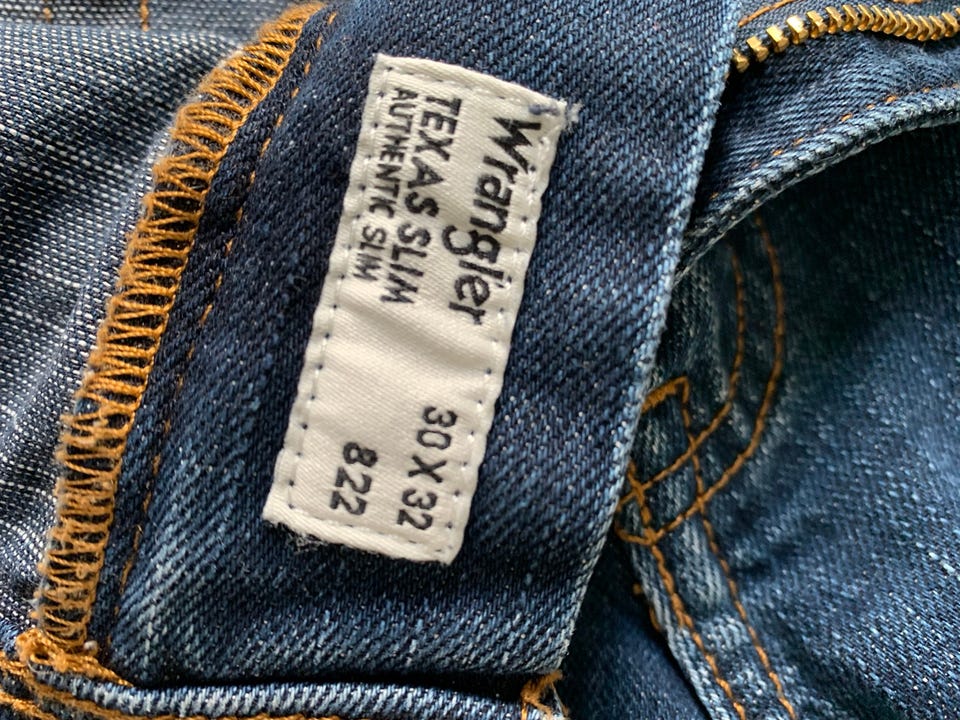 Wrangler
TEXAS SLIM
AUTHENTIC SLIM
30 X 32
822